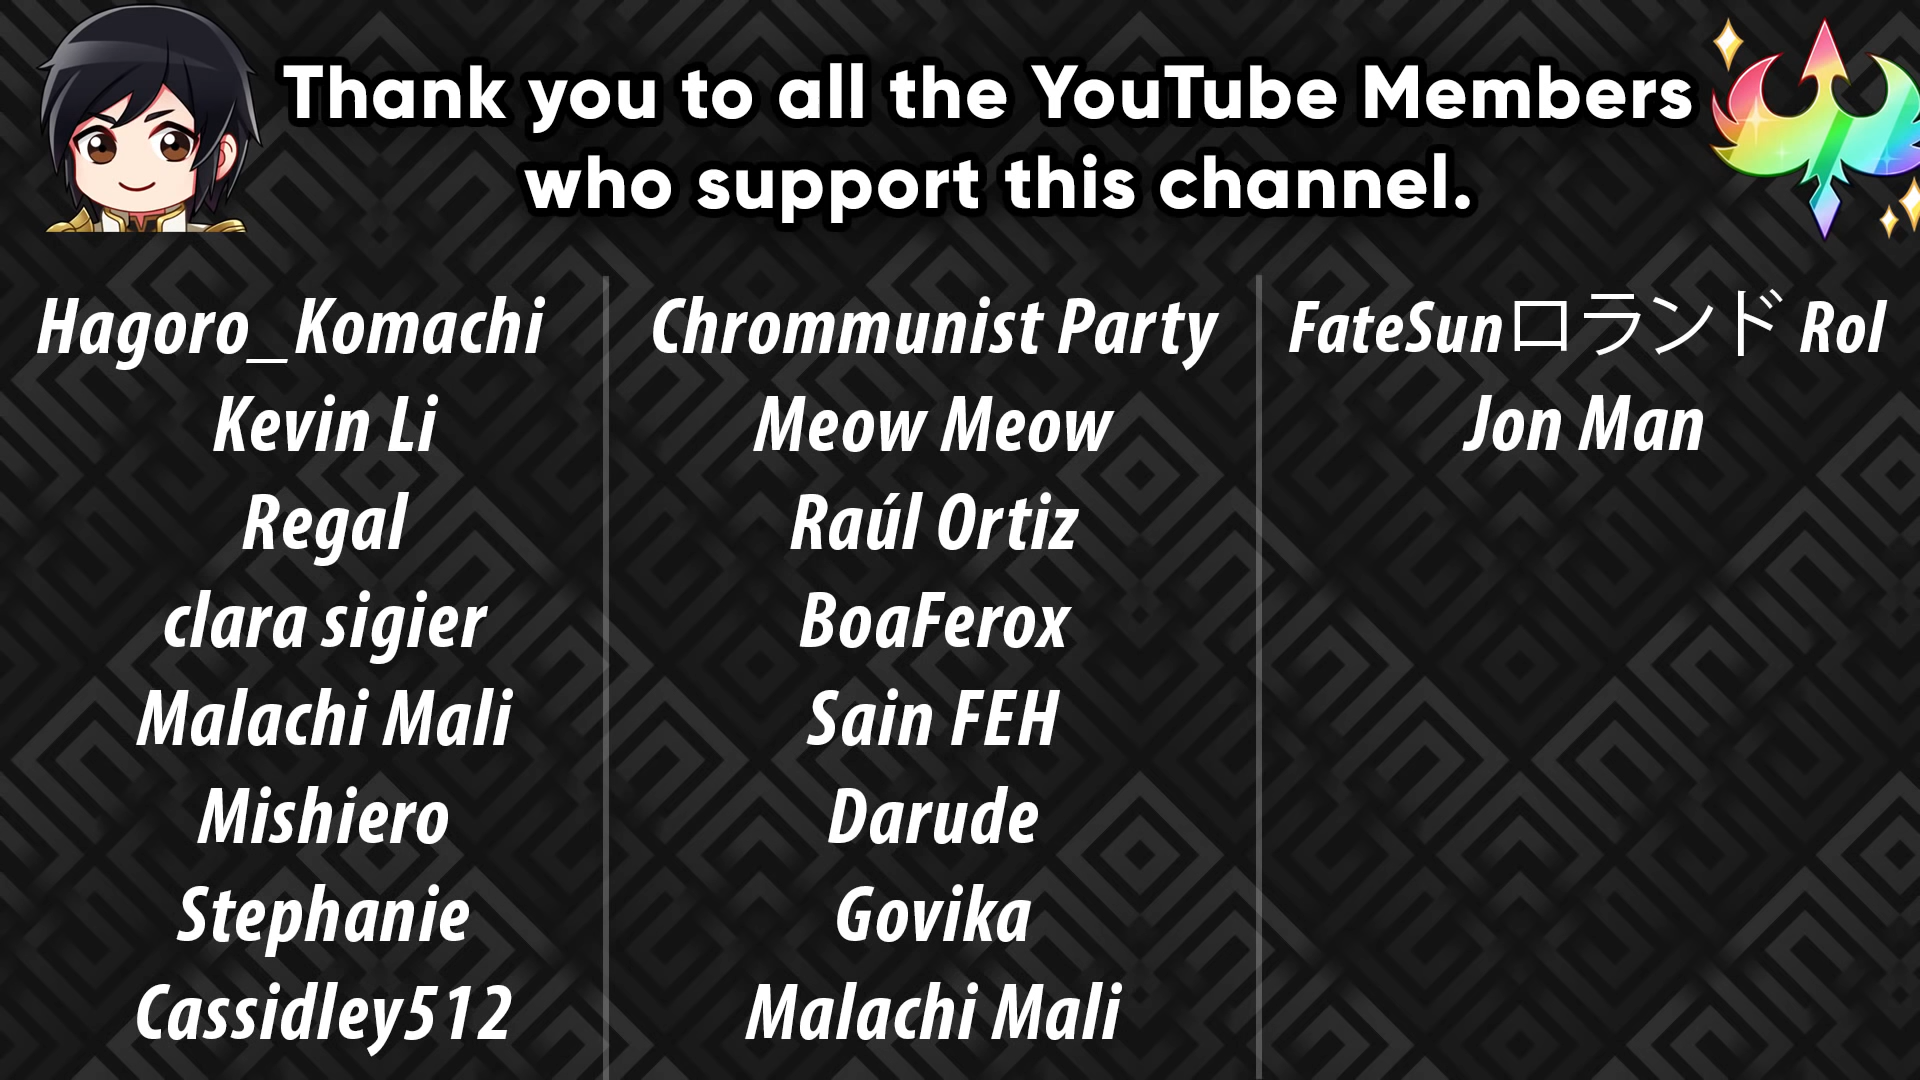 Thank you to all the YouTube Members
who support this channel.
Hagoro_Komachi
Kevin Li
Regal
clara sigier
Malachi Mali
Mishiero
Stephanie
Cassidley512
Chrommunist Party
Meow Meow
Raúl Ortiz
BoaFerox
Sain FEH
Darude
Govika
Malachi Mali
FateSunロランド Rol
Jon Man